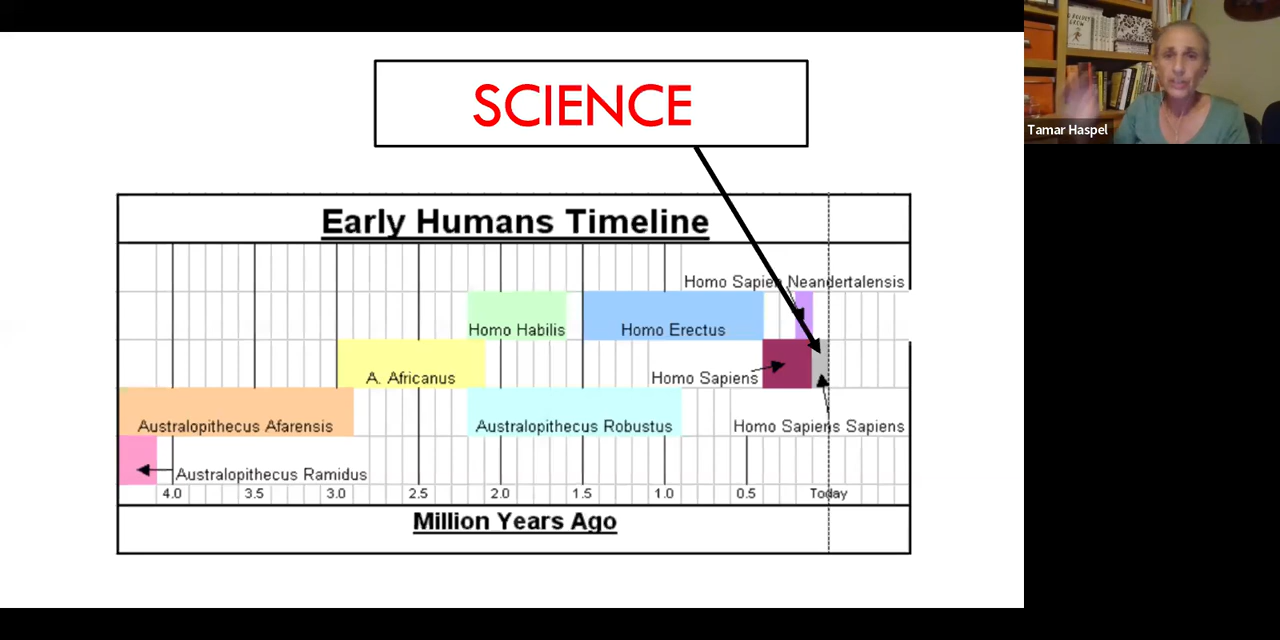 SCIENCE
Tamar Haspel
Early Humans Timeline
Homo Sapien Neandertalensis
Homo Habilis
Homo Erectus
A. Africanus
Homo Sapiens
Australopithecus Afarensis
Australopithecus Robustus
Homo Sapiens Sapiens
Australopithecus Ramidus
4.0 3.5 3.0 2.5 2.0 1.5 1.0 0.5 Today
Million Years Ago